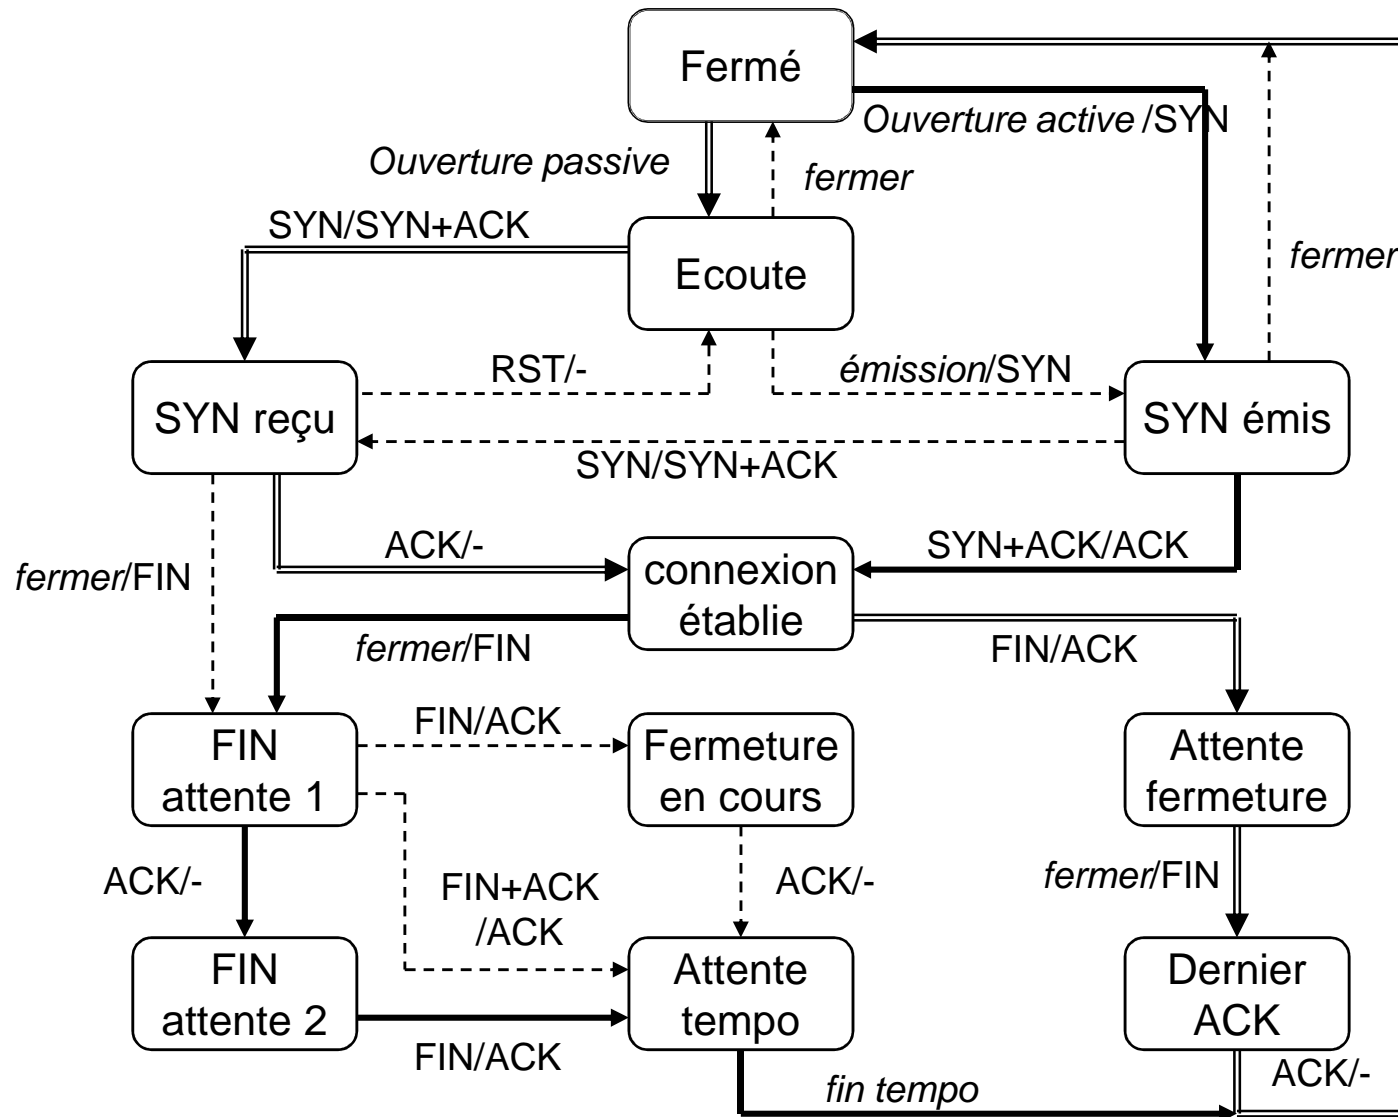 Fermé
Ouverture active /SYN
Ouverture passive
fermer
SYN/SYN+ACK
Ecoute
fermer
RST/-
émission/SYN
SYN reçu
SYN émis
SYN/SYN+ACK
ACK/-
SYN+ACK/ACK
connexion
établie
fermer/FIN
fermer/FIN
FIN/ACK
FIN
attente 1
FIN/ACK
Fermeture
en cours
Attente
fermeture
ACK/-
FIN+ACK
/ACK
ACK/-
fermer/FIN
FIN
attente 2
Attente
tempo
Dernier
ACK
FIN/ACK
fin tempo
ACK/-